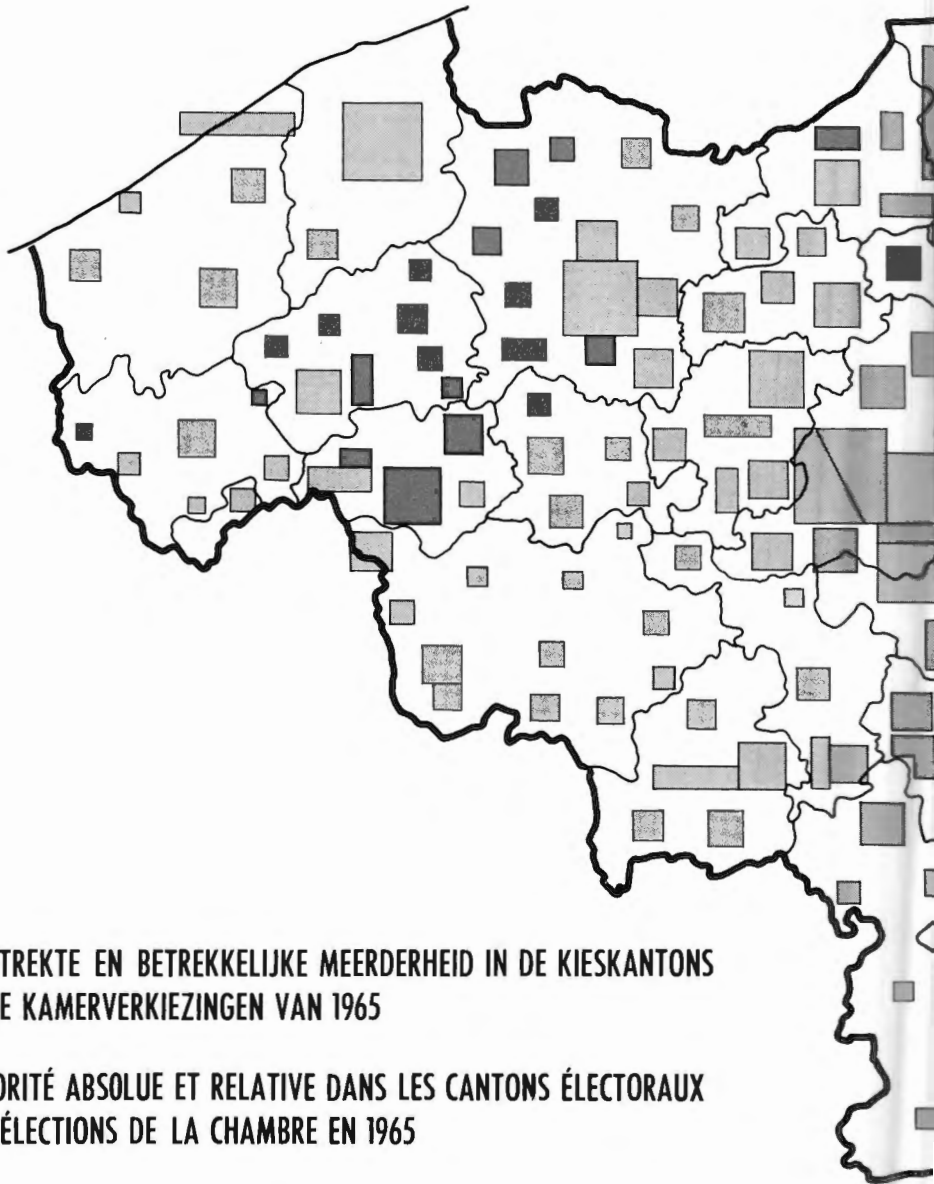 TREKTE EN BETREKKELIJKE MEERDERHEID IN DE KIESKANTONS
E KAMERVERKIEZINGEN VAN 1965
ORITÉ ABSOLUE ET RELATIVE DANS LES CANTONS ÉLECTORAUX
ÉLECTIONS DE LA CHAMBRE EN 1965